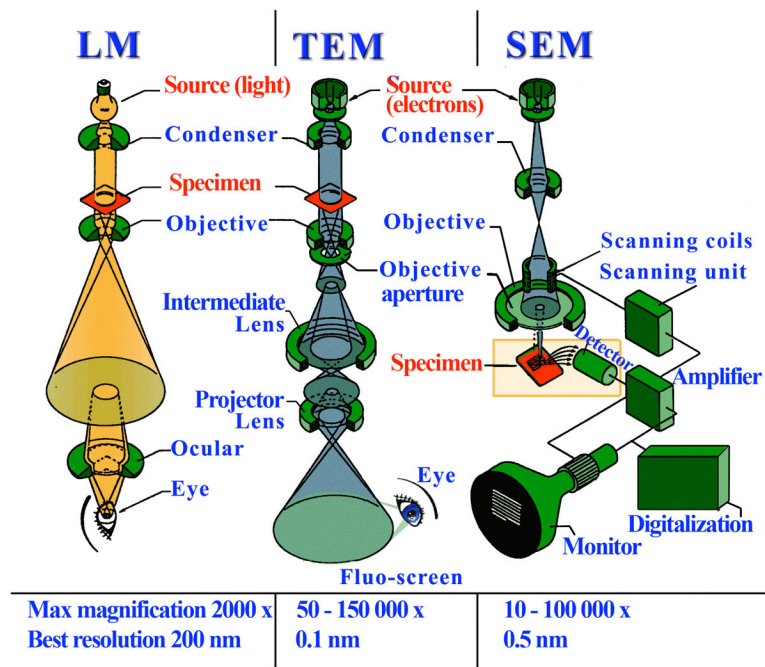 LM
TEM
SEM
Source (light)
Source
(electrons)
Condenser
Condenser
Specimen
Objective
Objective
Scanning coils
Scanning unit
Objective
aperture
Intermediate
Lens
Specimen
Detector
Amplifier
Projector
Lens
Ocular
Eye
Eye
Digitalization
Monitor
Fluo-screen
Max magnification 2000 x
50 - 150 000 x
10 - 100 000 x
Best resolution 200 nm
0.1 nm
0.5 nm